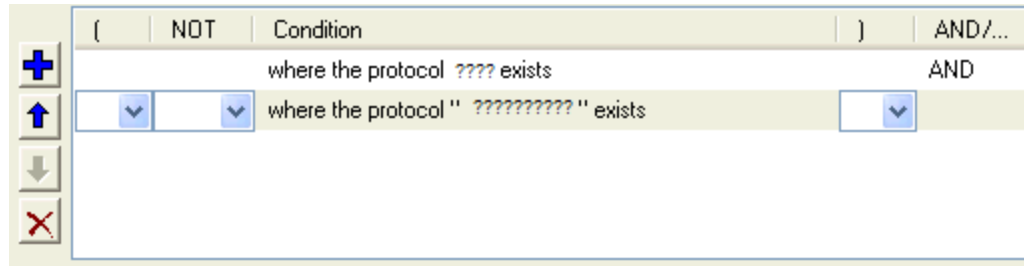 ( NOT Condition ) AND/...
where the protocol ???? exists AND
where the protocol " ?????????? " exists